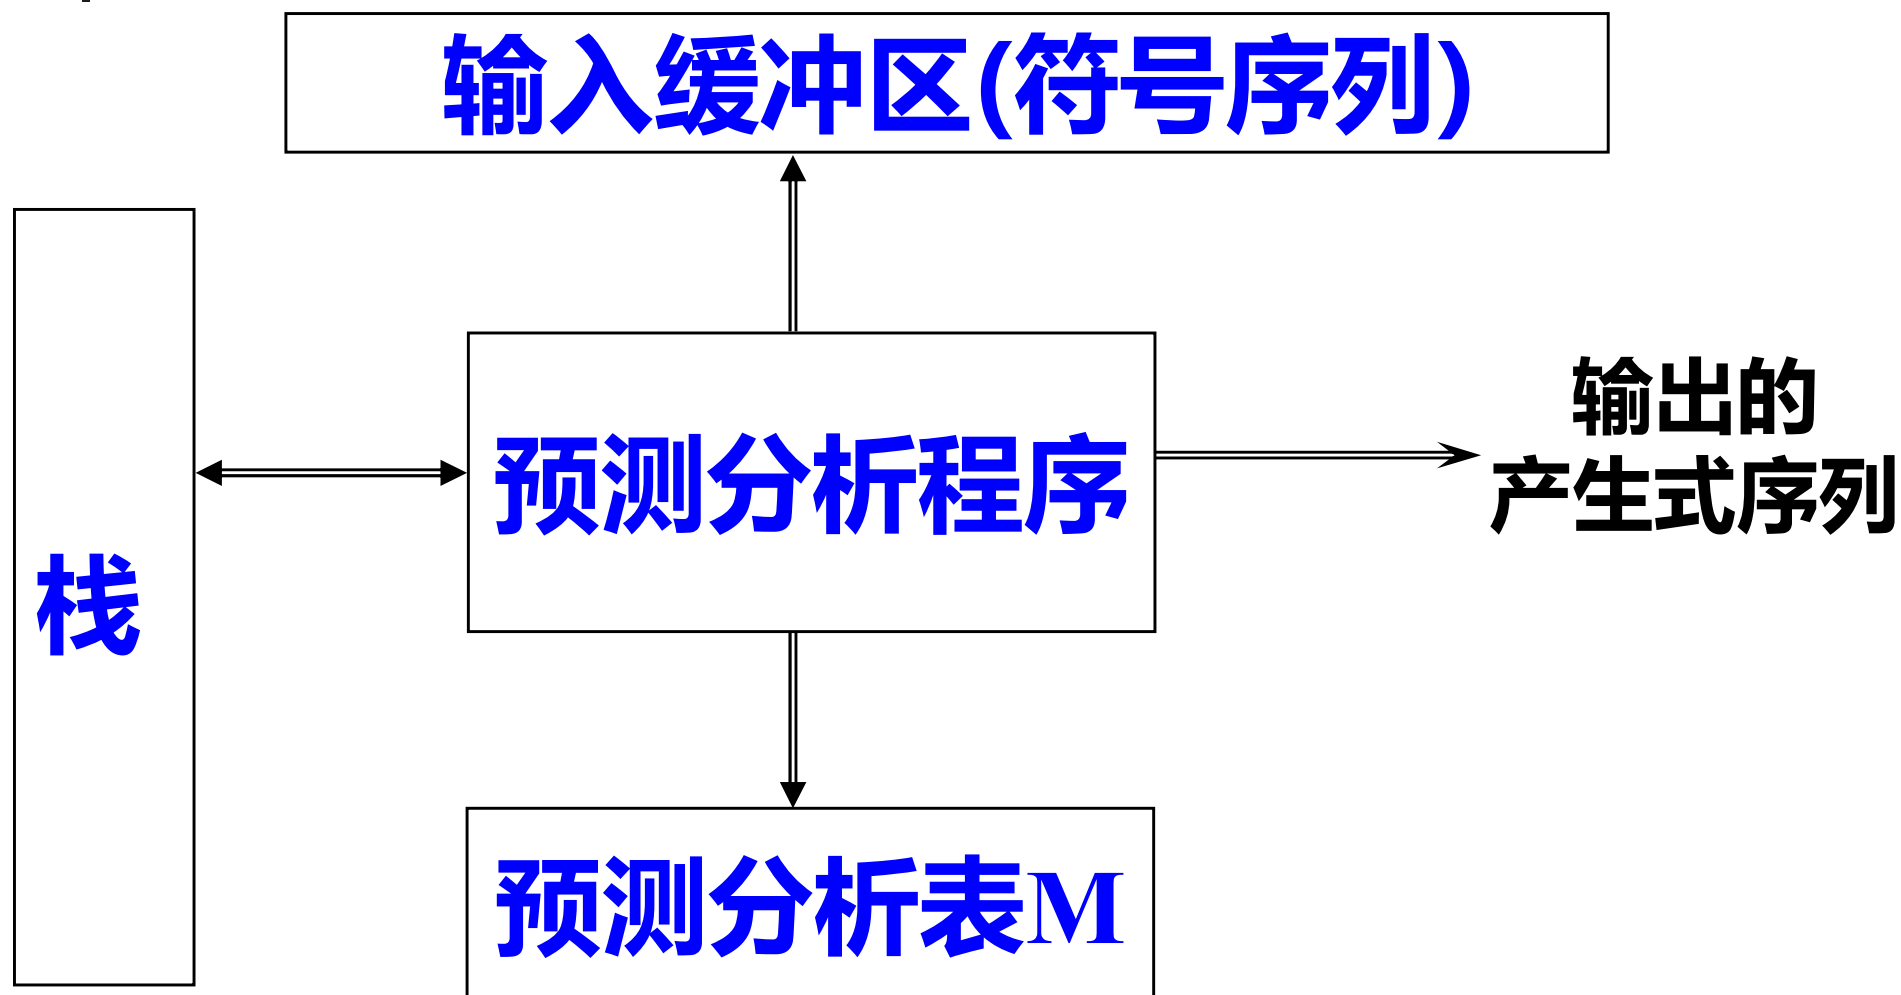 输入缓冲区(符号序列)
栈
预测分析程序
输出的
产生式序列
预测分析表M